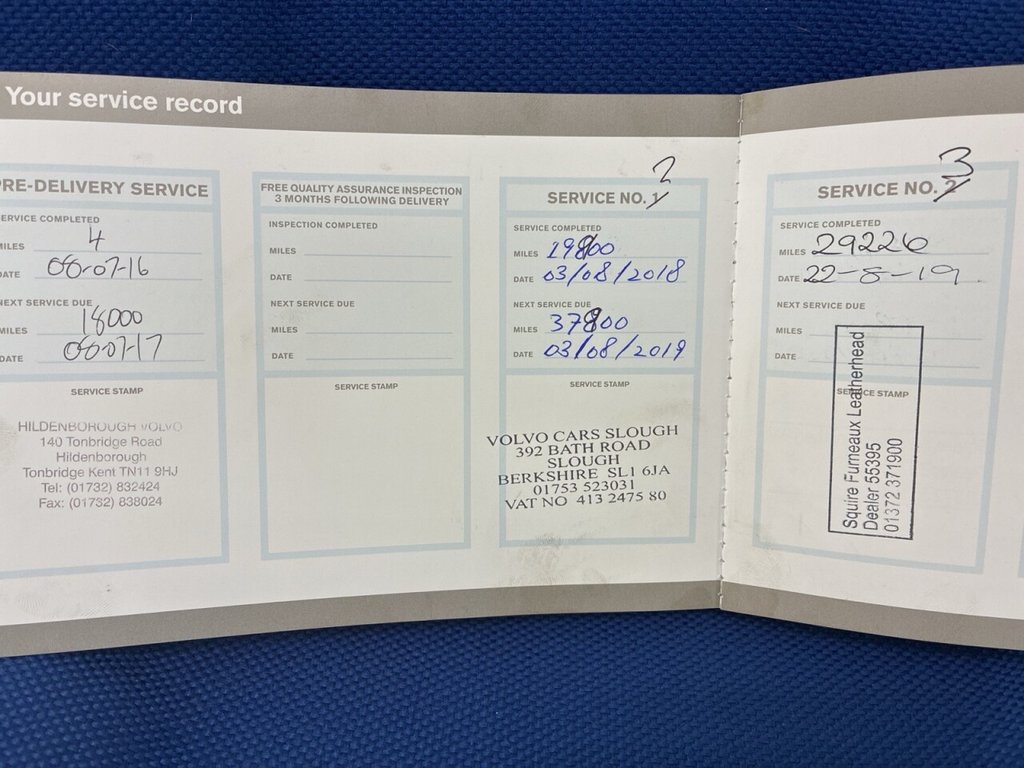 Your service record
PRE-DELIVERY SERVICE
SERVICE COMPLETED
MILES 4
DATE 08-07-16
NEXT SERVICE DUE
MILES 18000
DATE 08-07-17
SERVICE STAMP
HILDENBOROUGH VOLVO
140 Tonbridge Road
Hildenborough
Tonbridge Kent TN11 9HJ
Tel: (01732) 832424
Fax: (01732) 838024
FREE QUALITY ASSURANCE INSPECTION
3 MONTHS FOLLOWING DELIVERY
INSPECTION COMPLETED
MILES
DATE
NEXT SERVICE DUE
MILES
DATE
SERVICE STAMP
2
SERVICE NO. 1
SERVICE COMPLETED
MILES 19800
DATE 03/08/2018
NEXT SERVICE DUE
MILES 37800
DATE 03/08/2019
SERVICE STAMP
VOLVO CARS SLOUGH
392 BATH ROAD
SLOUGH
BERKSHIRE SL1 6JA
01753 523031
VAT NO 413 2475 80
3
SERVICE NO. 2
SERVICE COMPLETED
MILES 29226
DATE 22-8-19
NEXT SERVICE DUE
MILES
DATE
SERVICE STAMP
Squire Furneaux Leatherhead
Dealer 55395
01372 371900